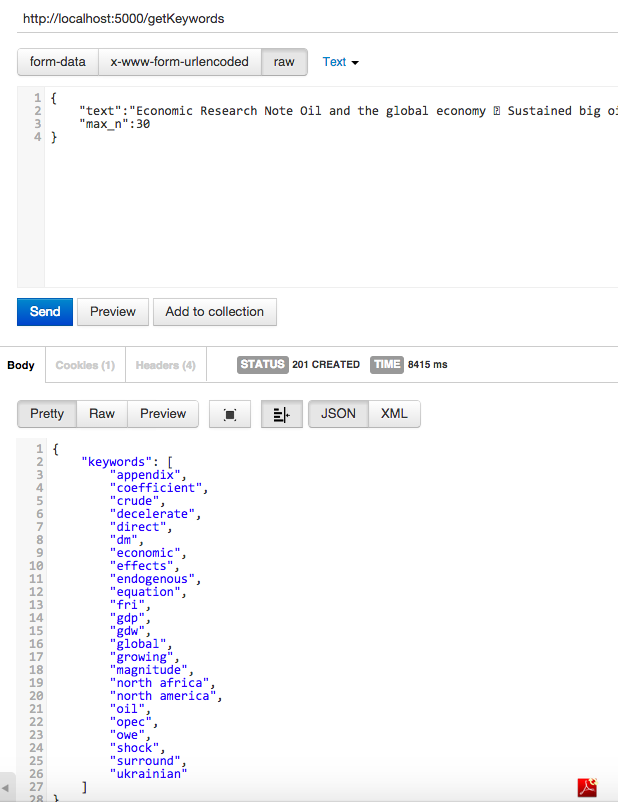 http://localhost:5000/getKeywords
form-data x-www-form-urlencoded raw Text
1 {
2 "text":"Economic Research Note Oil and the global economy Sustained big oi
3 "max_n":30
4 }
Send Preview Add to collection
Body Cookies (1) Headers (4) STATUS 201 CREATED TIME 8415 ms
Pretty Raw Preview JSON XML
1 {
2 "keywords": [
3 "appendix",
4 "coefficient",
5 "crude",
6 "decelerate",
7 "direct",
8 "dm",
9 "economic",
10 "effects",
11 "endogenous",
12 "equation",
13 "fri",
14 "gdp",
15 "gdw",
16 "global",
17 "growing",
18 "magnitude",
19 "north africa",
20 "north america",
21 "oil",
22 "opec",
23 "owe",
24 "shock",
25 "surround",
26 "ukrainian"
27 ]
28 }